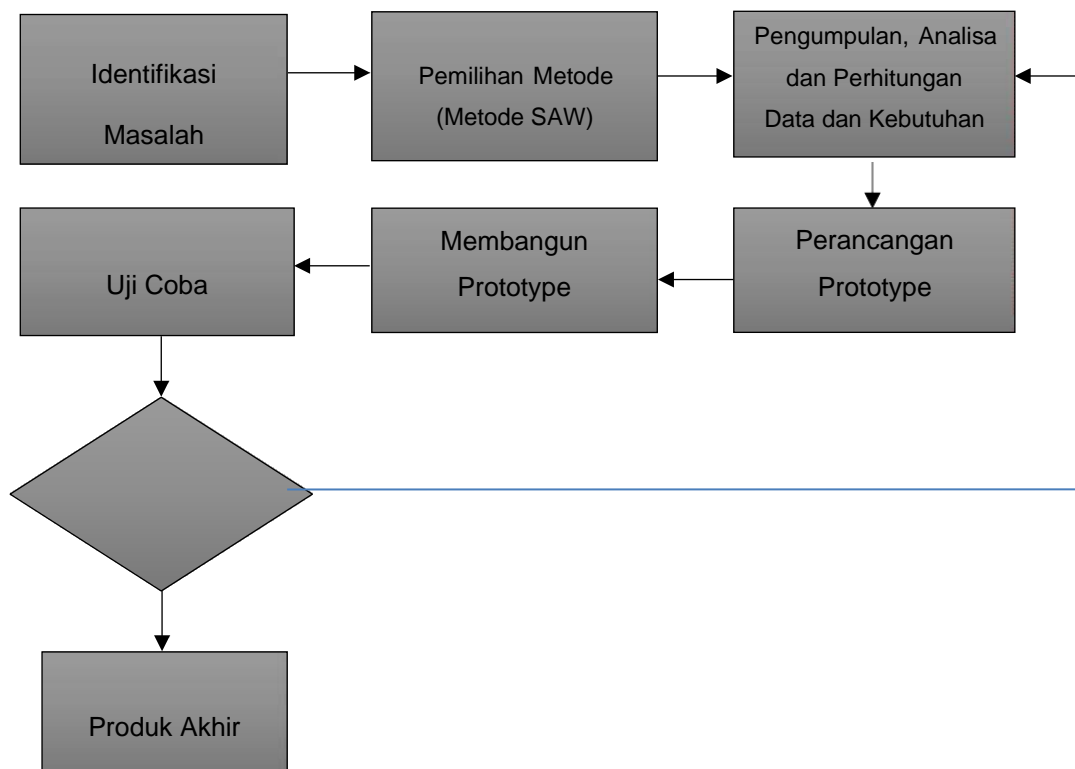 Identifikasi
Masalah
Pemilihan Metode
(Metode SAW)
Pengumpulan, Analisa
dan Perhitungan
Data dan Kebutuhan
Perancangan
Prototype
Membangun
Prototype
Uji Coba
Produk Akhir